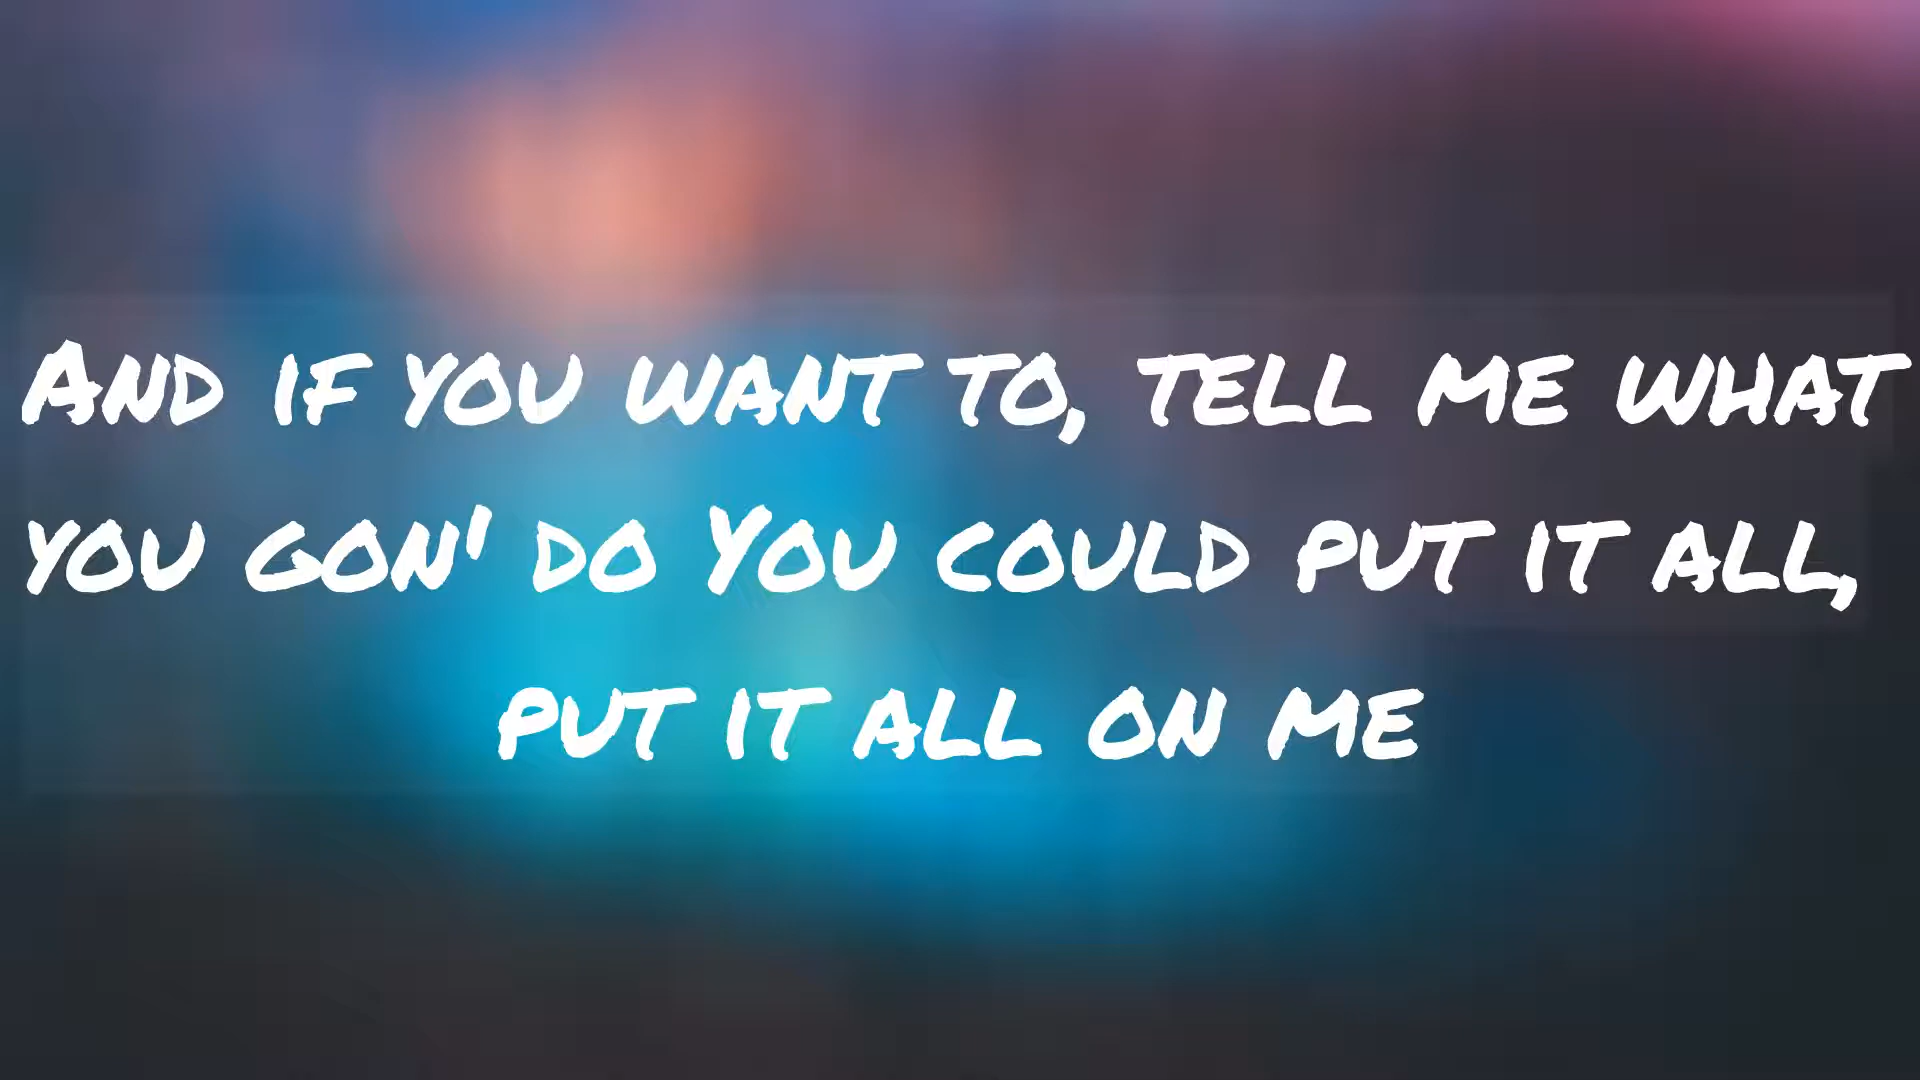 And if you want to, tell me what
you gon' do You could put it all,
put it all on me